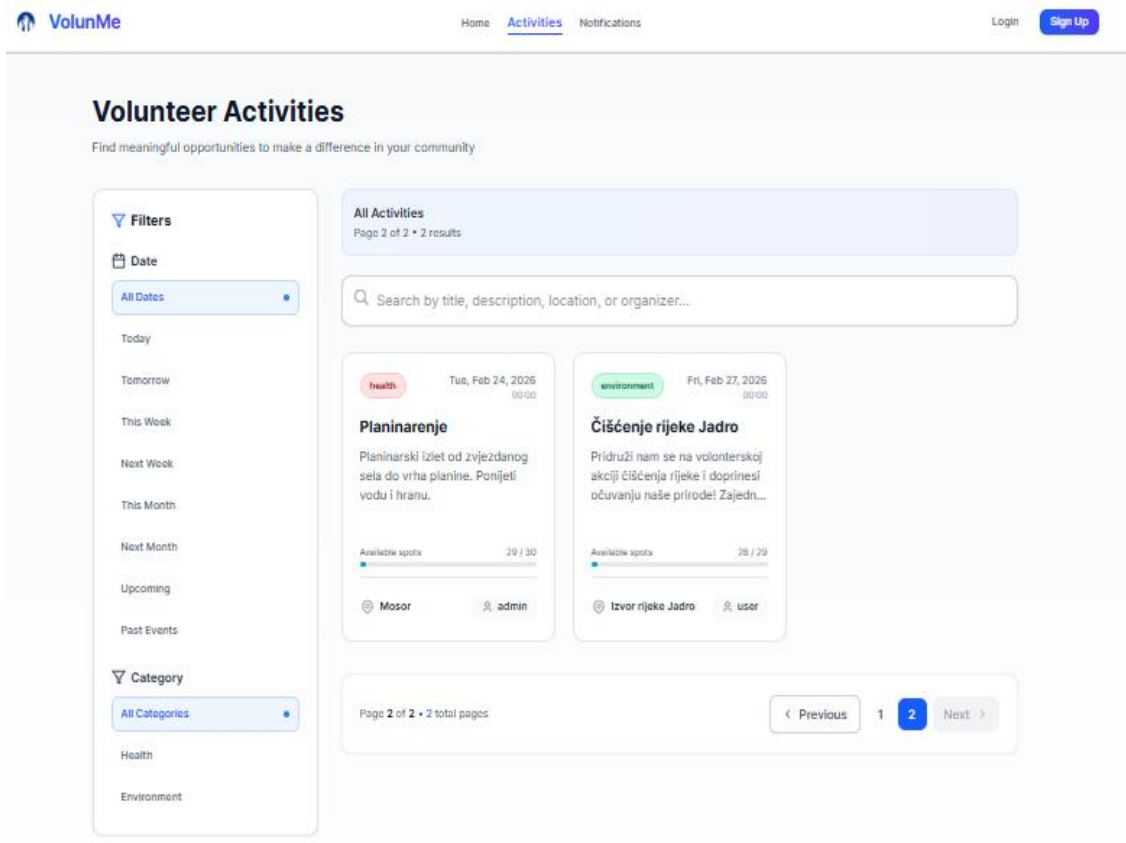 VolunMe
Home Activities Notifications
Login Sign Up
Volunteer Activities
Find meaningful opportunities to make a difference in your community
Filters
Date
All Dates
Today
Tomorrow
This Week
Next Week
This Month
Next Month
Upcoming
Past Events
Category
All Categories
Health
Environment
All Activities
Page 2 of 2 • 2 results
Search by title, description, location, or organizer...
health
Tue, Feb 24, 2026
00:00
Planinarenje
Planinarski izlet od zvjezdanog
sela do vrha planine. Ponijeti
vodu i hranu.
Available spots 29 / 30
Mosor admin
environment
Fri, Feb 27, 2026
00:00
Čišćenje rijeke Jadro
Pridruži nam se na volonterskoj
akciji čišćenja rijeke i doprinesi
očuvanju naše prirode! Zajedn...
Available spots 28 / 29
Izvor rijeke Jadro user
Page 2 of 2 • 2 total pages
‹ Previous 1 2 Next ›